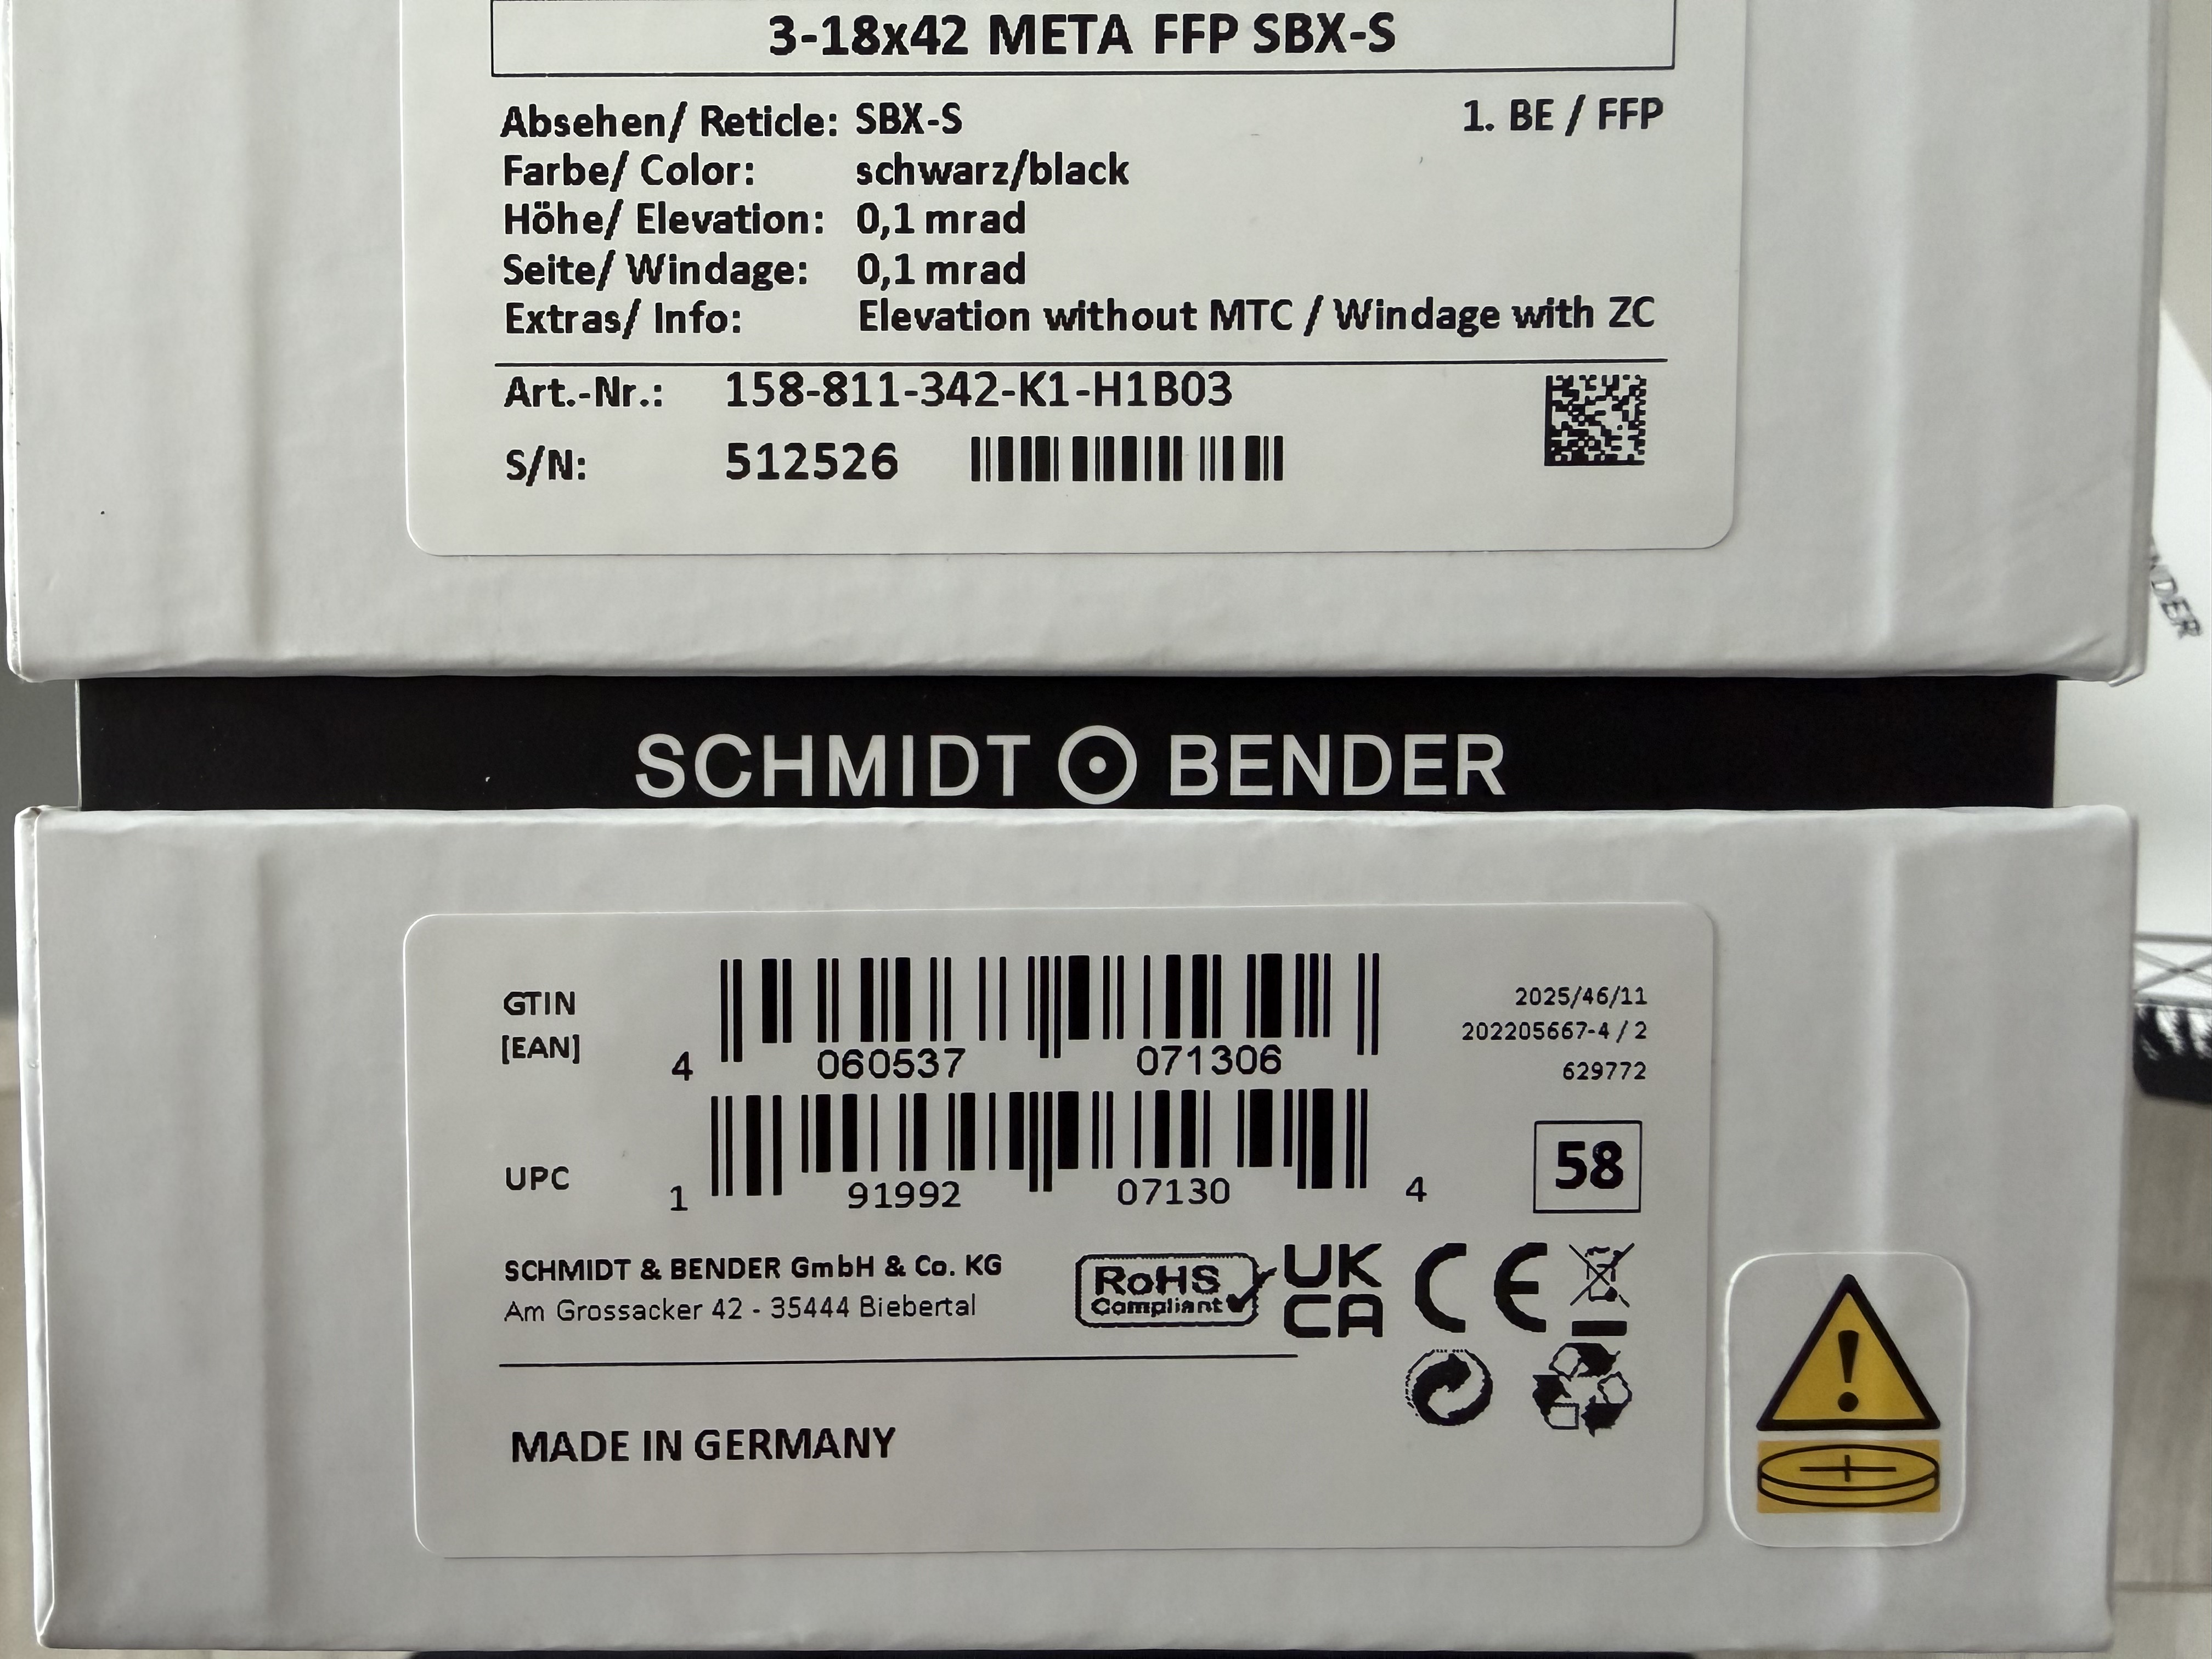 3-18x42 META FFP SBX-S
Absehen/ Reticle: SBX-S 1. BE / FFP
Farbe/ Color: schwarz/black
Höhe/ Elevation: 0,1 mrad
Seite/ Windage: 0,1 mrad
Extras/ Info: Elevation without MTC / Windage with ZC
Art.-Nr.: 158-811-342-K1-H1B03
S/N: 512526
SCHMIDT BENDER
GTIN
[EAN]
4 060537 071306
2025/46/11
202205667-4 / 2
629772
UPC
1 91992 07130 4
58
SCHMIDT & BENDER GmbH & Co. KG
Am Grossacker 42 - 35444 Biebertal
RoHS
Compliant
UK
CA
CE
MADE IN GERMANY